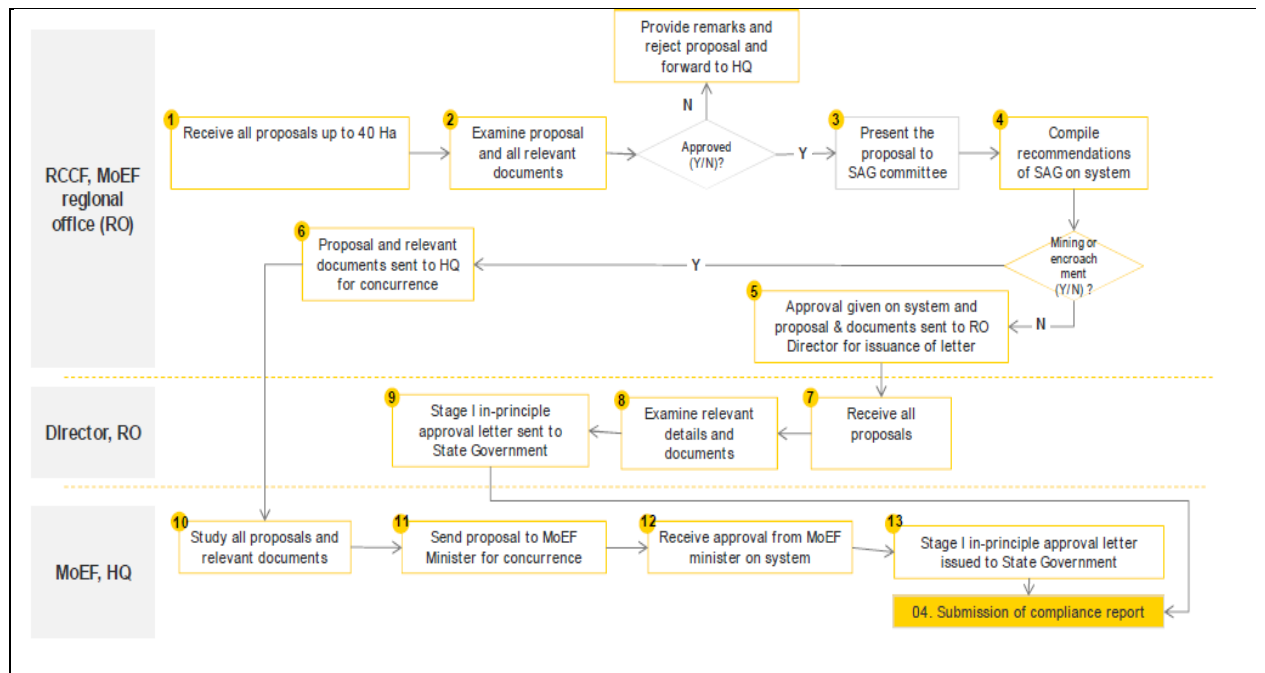 Provide remarks and
reject proposal and
forward to HQ
N
1
Receive all proposals up to 40 Ha
2
Examine proposal
and all relevant
documents
Approved
(Y/N)?
Y
3
Present the
proposal to
SAG committee
4
Compile
recommendations
of SAG on system
RCCF, MoEF
regional
office (RO)
6
Proposal and relevant
documents sent to HQ
for concurrence
Y
Mining or
encroach
ment
(Y/N) ?
N
5
Approval given on system and
proposal & documents sent to RO
Director for issuance of letter
Director, RO
9
Stage I in-principle
approval letter sent to
State Government
8
Examine relevant
details and
documents
7
Receive all
proposals
MoEF, HQ
10
Study all proposals and
relevant documents
11
Send proposal to MoEF
Minister for concurrence
12
Receive approval from MoEF
minister on system
13
Stage I in-principle approval letter
issued to State Government
04. Submission of compliance report